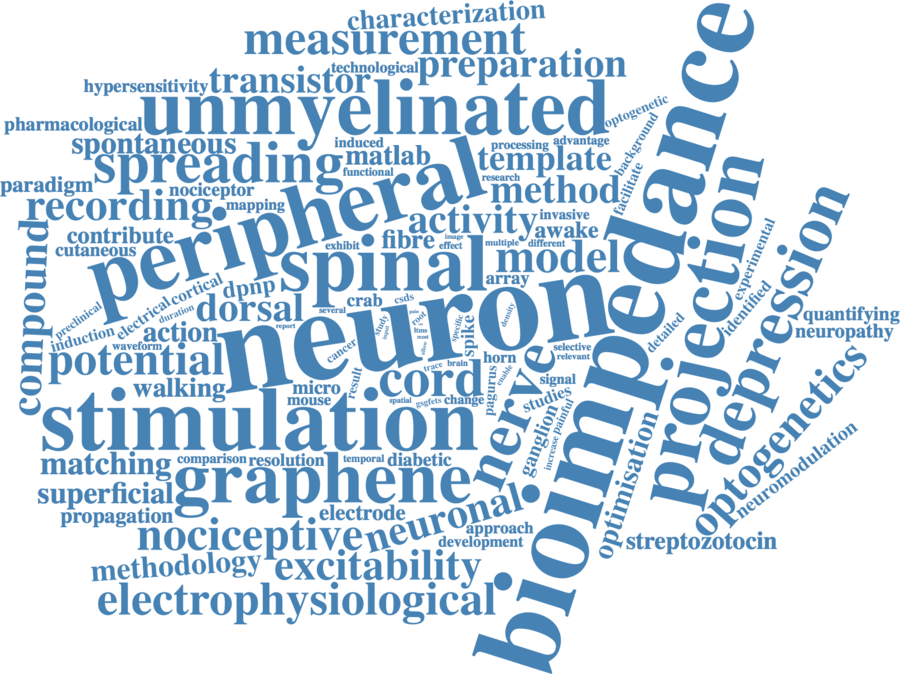 characterization
measurement
technological
preparation
hypersensitivity
transistor
unmyelinated
optogenetic
pharmacological
spontaneous
induced
processing
advantage
background
spreading
matlab
functional
template
research
facilitate
paradigm
nociceptor
peripheral
method
recording
mapping
activity
invasive
awake
contribute
cutaneous
exhibit
fibre
image
effect
multiple
different
compound
spinal
model
array
bioimpedance
projection
depression
experimental
identified
detailed
preclinical
induction
electrical
cortical
duration
dpnp
dorsal
crab
csds
several
report
neuron
root
study
pain
specific
spike
density
action
waveform
potential
cancer
walking
micro
mouse
result
cord
trace
brain
horn
selective
relevant
quantifying
neuropathy
spatial
gsgfets
change
pagurus
enable
signal
studies
nerve
stimulation
ganglion
increase
painful
optogenetics
neuromodulation
optimisation
matching
comparison
resolution
temporal
diabetic
superficial
graphene
propagation
electrode
nociceptive
neuronal
approach
development
streptozotocin
methodology
excitability
electrophysiological